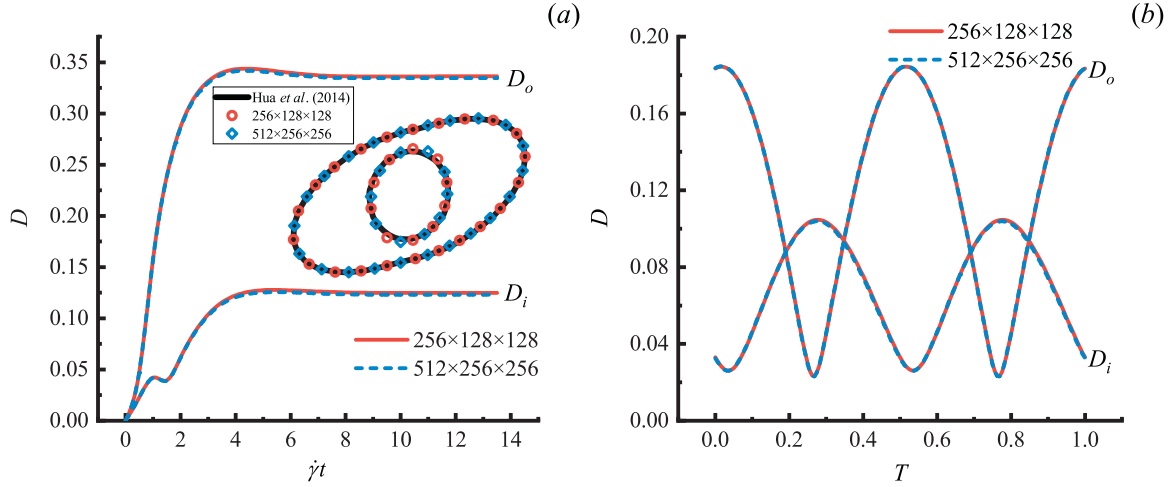 (a)
0.35
0.30
0.25
0.20
0.15
0.10
0.05
0.00
D
0 2 4 6 8 10 12 14
γ̇t
D_o
D_i
Hua et al. (2014)
256×128×128
512×256×256
256×128×128
512×256×256
(b)
0.20
0.16
0.12
0.08
0.04
0.00
D
0.0 0.2 0.4 0.6 0.8 1.0
T
256×128×128
512×256×256
D_o
D_i